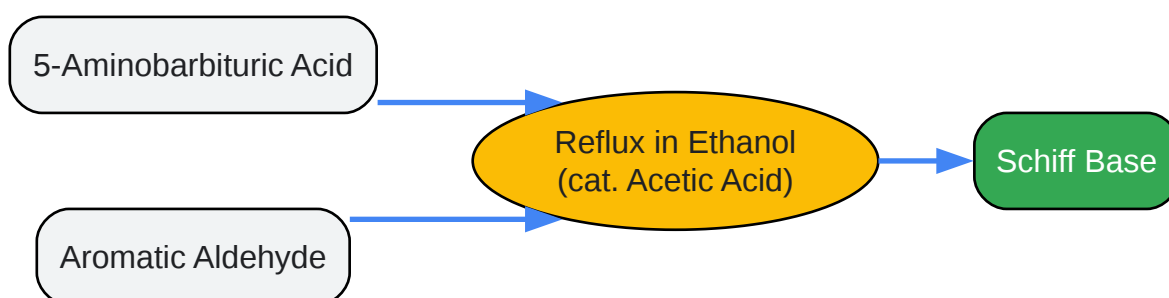 5-Aminobarbituric Acid
Reflux in Ethanol
(cat. Acetic Acid)
Schiff Base
Aromatic Aldehyde